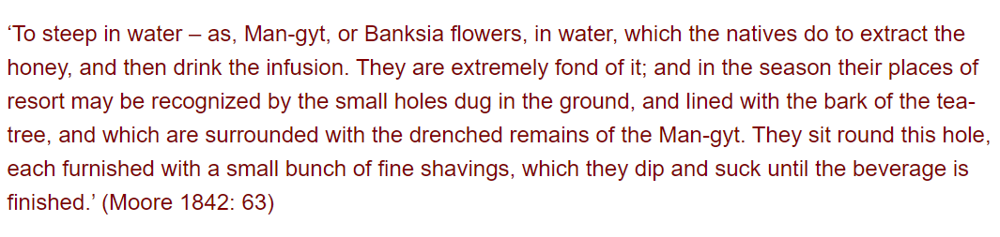 ‘To steep in water – as, Man-gyt, or Banksia flowers, in water, which the natives do to extract the
honey, and then drink the infusion. They are extremely fond of it; and in the season their places of
resort may be recognized by the small holes dug in the ground, and lined with the bark of the tea-
tree, and which are surrounded with the drenched remains of the Man-gyt. They sit round this hole,
each furnished with a small bunch of fine shavings, which they dip and suck until the beverage is
finished.’ (Moore 1842: 63)